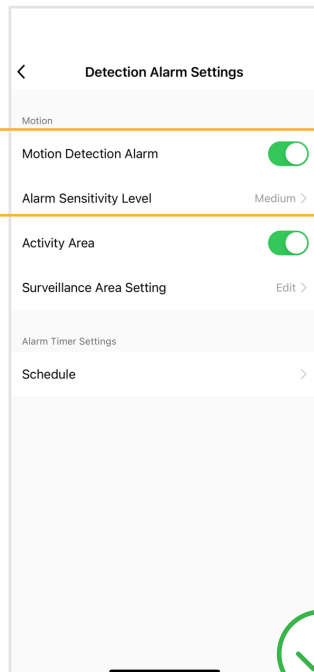 Detection Alarm Settings
Motion
Motion Detection Alarm
Alarm Sensitivity Level Medium
Activity Area
Surveillance Area Setting Edit
Alarm Timer Settings
Schedule